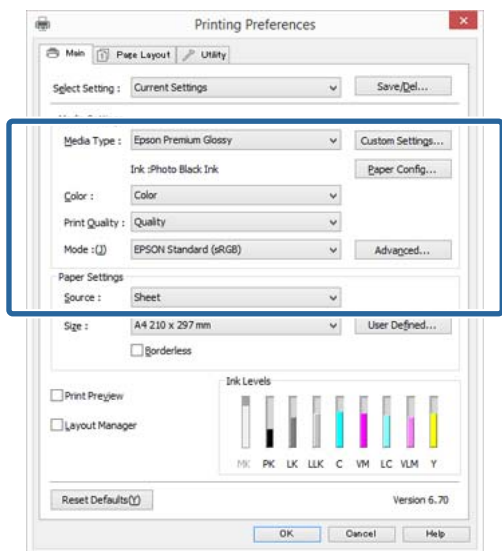 Printing Preferences
Main Page Layout Utility
Select Setting : Current Settings Save/Del...
Media Type : Epson Premium Glossy Custom Settings...
Ink :Photo Black Ink Paper Config...
Color : Color
Print Quality : Quality
Mode :(J) EPSON Standard (sRGB) Advanced...
Paper Settings
Source : Sheet
Size : A4 210 x 297 mm User Defined...
Borderless
Ink Levels
Print Preview
Layout Manager
MK PK LK LLK C VM LC VLM Y
Reset Defaults(Y) Version 6.70
OK Cancel Help